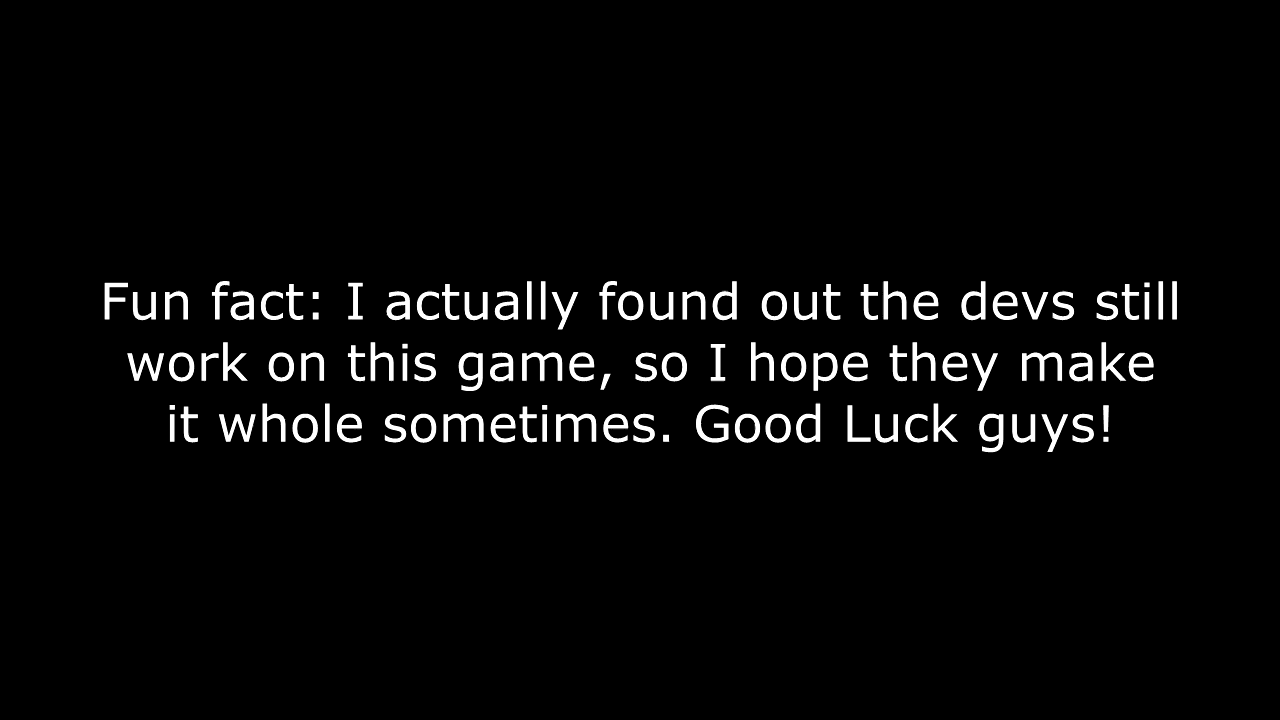 Fun fact: I actually found out the devs still
work on this game, so I hope they make
it whole sometimes. Good Luck guys!